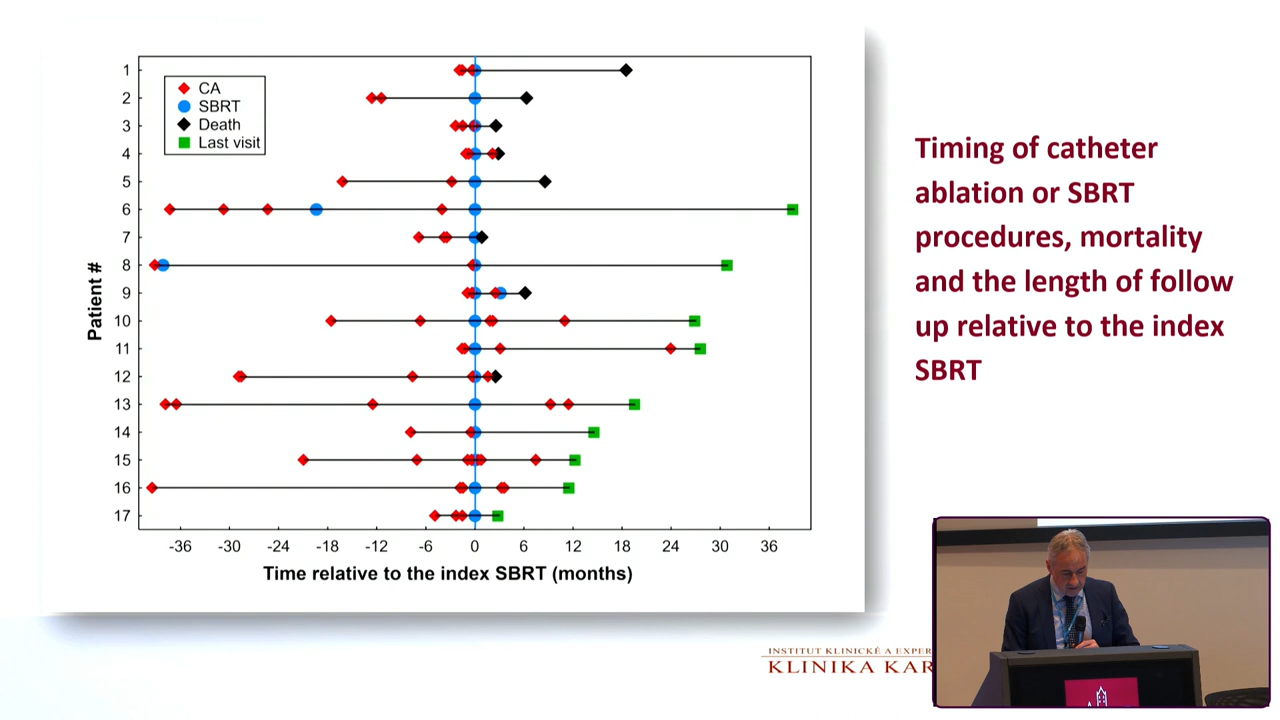 CA
SBRT
Death
Last visit
1
2
3
4
5
6
7
8
9
10
11
12
13
14
15
16
17
Patient #
-36 -30 -24 -18 -12 -6 0 6 12 18 24 30 36
Time relative to the index SBRT (months)
Timing of catheter
ablation or SBRT
procedures, mortality
and the length of follow
up relative to the index
SBRT
INSTITUT KLINICKÉ A EXPER
KLINIKA KAR